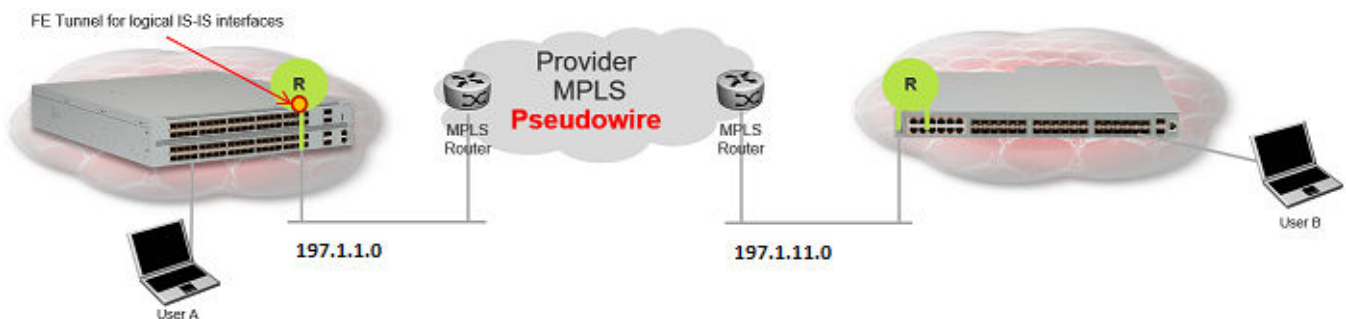 FE Tunnel for logical IS-IS interfaces
R
Provider
MPLS
Pseudowire
MPLS
Router
MPLS
Router
R
197.1.1.0
197.1.11.0
User A
User B